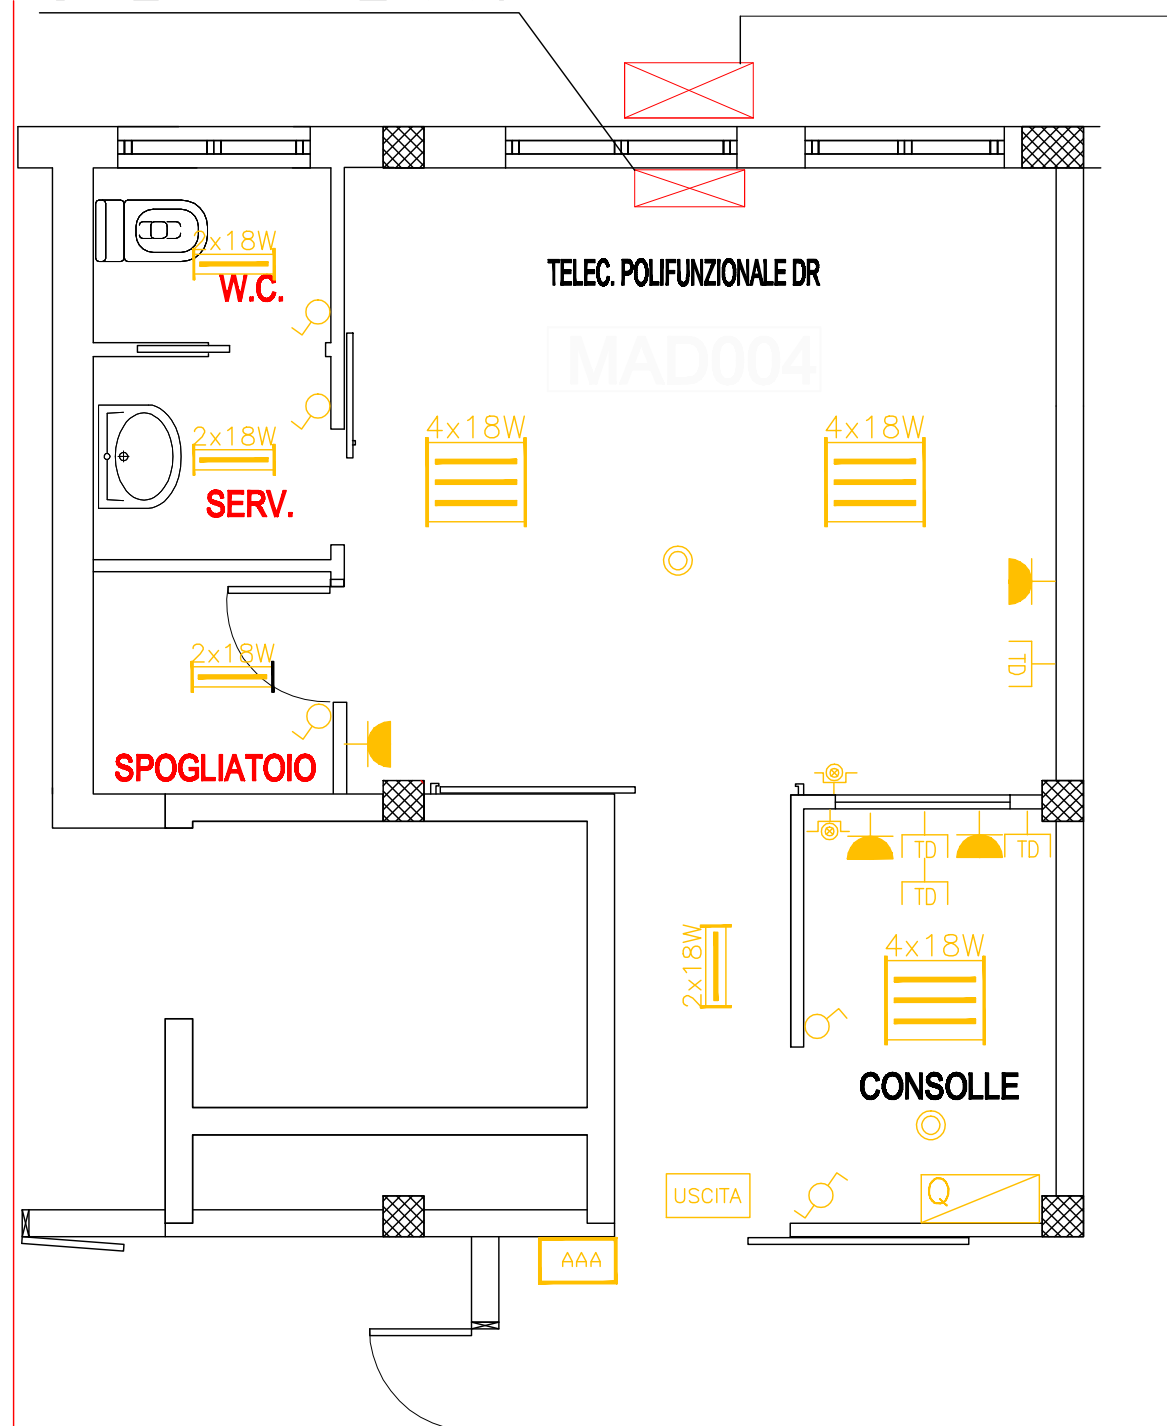 2x18W
W.C.
TELEC. POLIFUNZIONALE DR
MAD004
4x18W
4x18W
2x18W
SERV.
2x18W
TD
SPOGLIATOIO
TD
TD
TD
2x18W
4x18W
CONSOLLE
USCITA
Q
AAA